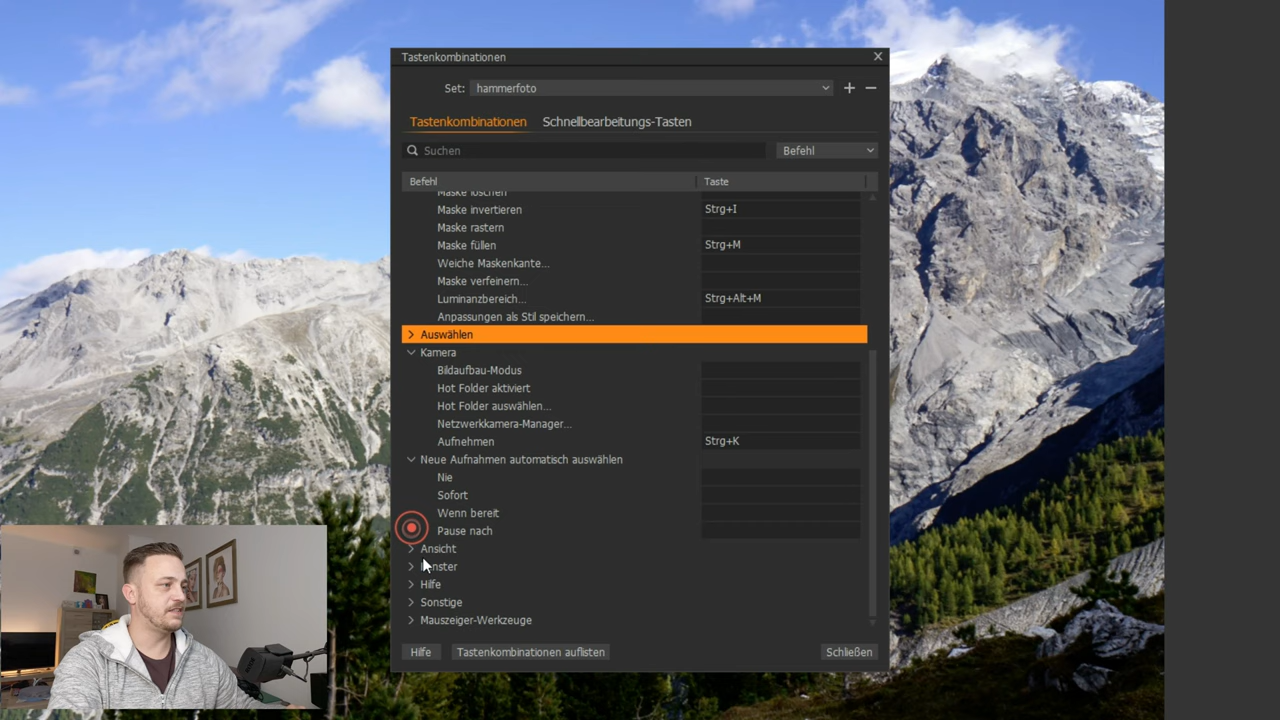 Tastenkombinationen
Set: hammerfoto
Tastenkombinationen Schnellbearbeitungs-Tasten
Suchen Befehl
Befehl Taste
Maske löschen
Maske invertieren Strg+I
Maske rastern
Maske füllen Strg+M
Weiche Maskenkante...
Maske verfeinern...
Luminanzbereich... Strg+Alt+M
Anpassungen als Stil speichern...
Auswählen
Kamera
Bildaufbau-Modus
Hot Folder aktiviert
Hot Folder auswählen...
Netzwerkkamera-Manager...
Aufnehmen Strg+K
Neue Aufnahmen automatisch auswählen
Nie
Sofort
Wenn bereit
Pause nach
Ansicht
Fenster
Hilfe
Sonstige
Mauszeiger-Werkzeuge
Hilfe Tastenkombinationen auflisten Schließen